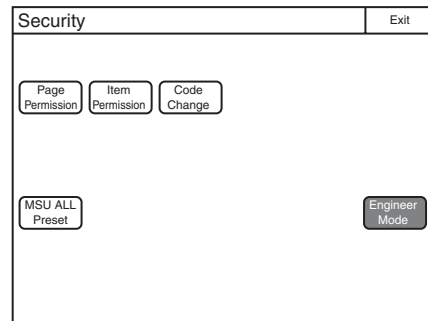 Security
Exit
Page
Permission
Item
Permission
Code
Change
MSU ALL
Preset
Engineer
Mode